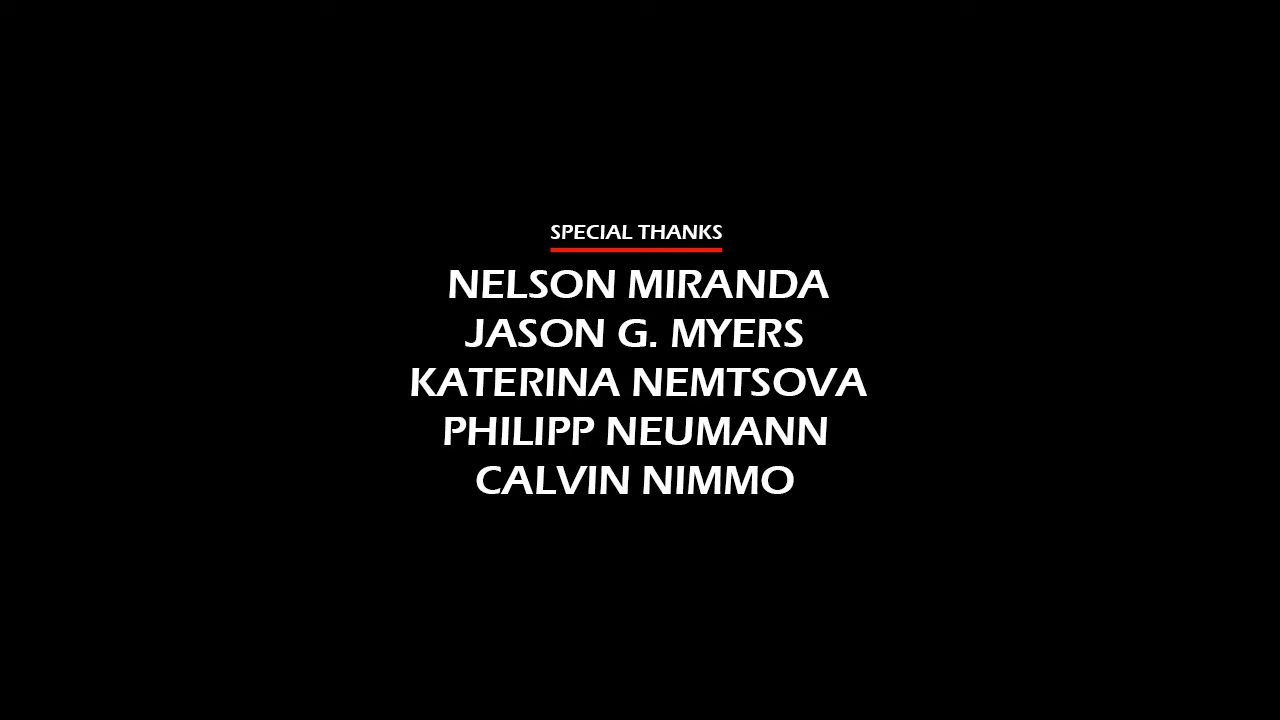 SPECIAL THANKS
NELSON MIRANDA
JASON G. MYERS
KATERINA NEMTSOVA
PHILIPP NEUMANN
CALVIN NIMMO